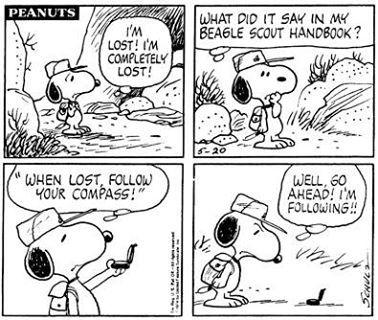 PEANUTS
I'M
LOST! I'M
COMPLETELY
LOST!
WHAT DID IT SAY IN MY
BEAGLE SCOUT HANDBOOK?
5-20
"WHEN LOST, FOLLOW
YOUR COMPASS!"
WELL, GO
AHEAD! I'M
FOLLOWING!!
SCHULZ